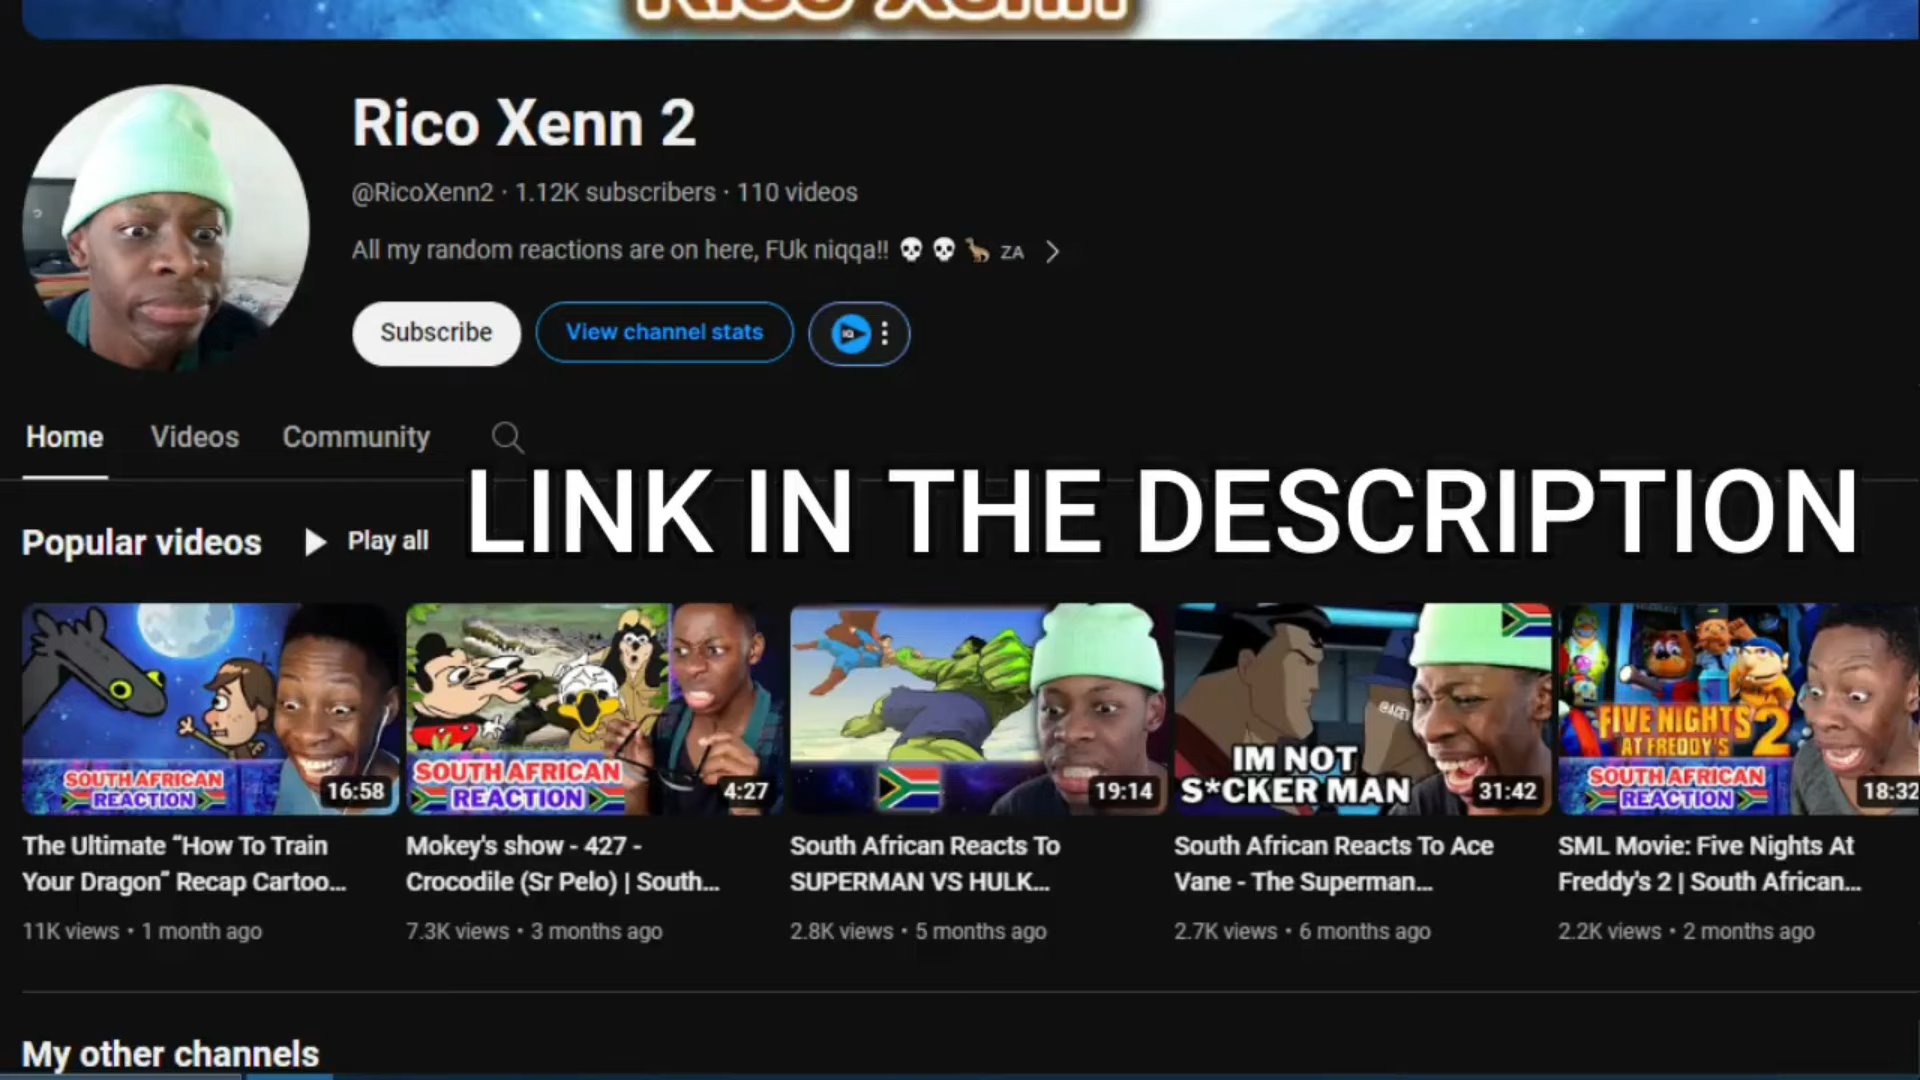 Rico Xenn
Rico Xenn 2
@RicoXenn2 · 1.12K subscribers · 110 videos
All my random reactions are on here, FUk niqqa!! 💀 💀 🦒 ZA >
Subscribe
View channel stats
IQ
Home
Videos
Community
LINK IN THE DESCRIPTION
Popular videos
Play all
SOUTH AFRICAN
REACTION
16:58
SOUTH AFRICAN
REACTION
4:27
19:14
IM NOT
S*CKER MAN
31:42
FIVE NIGHTS
AT FREDDY'S 2
SOUTH AFRICAN
REACTION
18:32
The Ultimate “How To Train
Your Dragon” Recap Cartoo...
11K views • 1 month ago
Mokey's show - 427 -
Crocodile (Sr Pelo) | South...
7.3K views • 3 months ago
South African Reacts To
SUPERMAN VS HULK...
2.8K views • 5 months ago
South African Reacts To Ace
Vane - The Superman...
2.7K views • 6 months ago
SML Movie: Five Nights At
Freddy's 2 | South African...
2.2K views • 2 months ago
My other channels